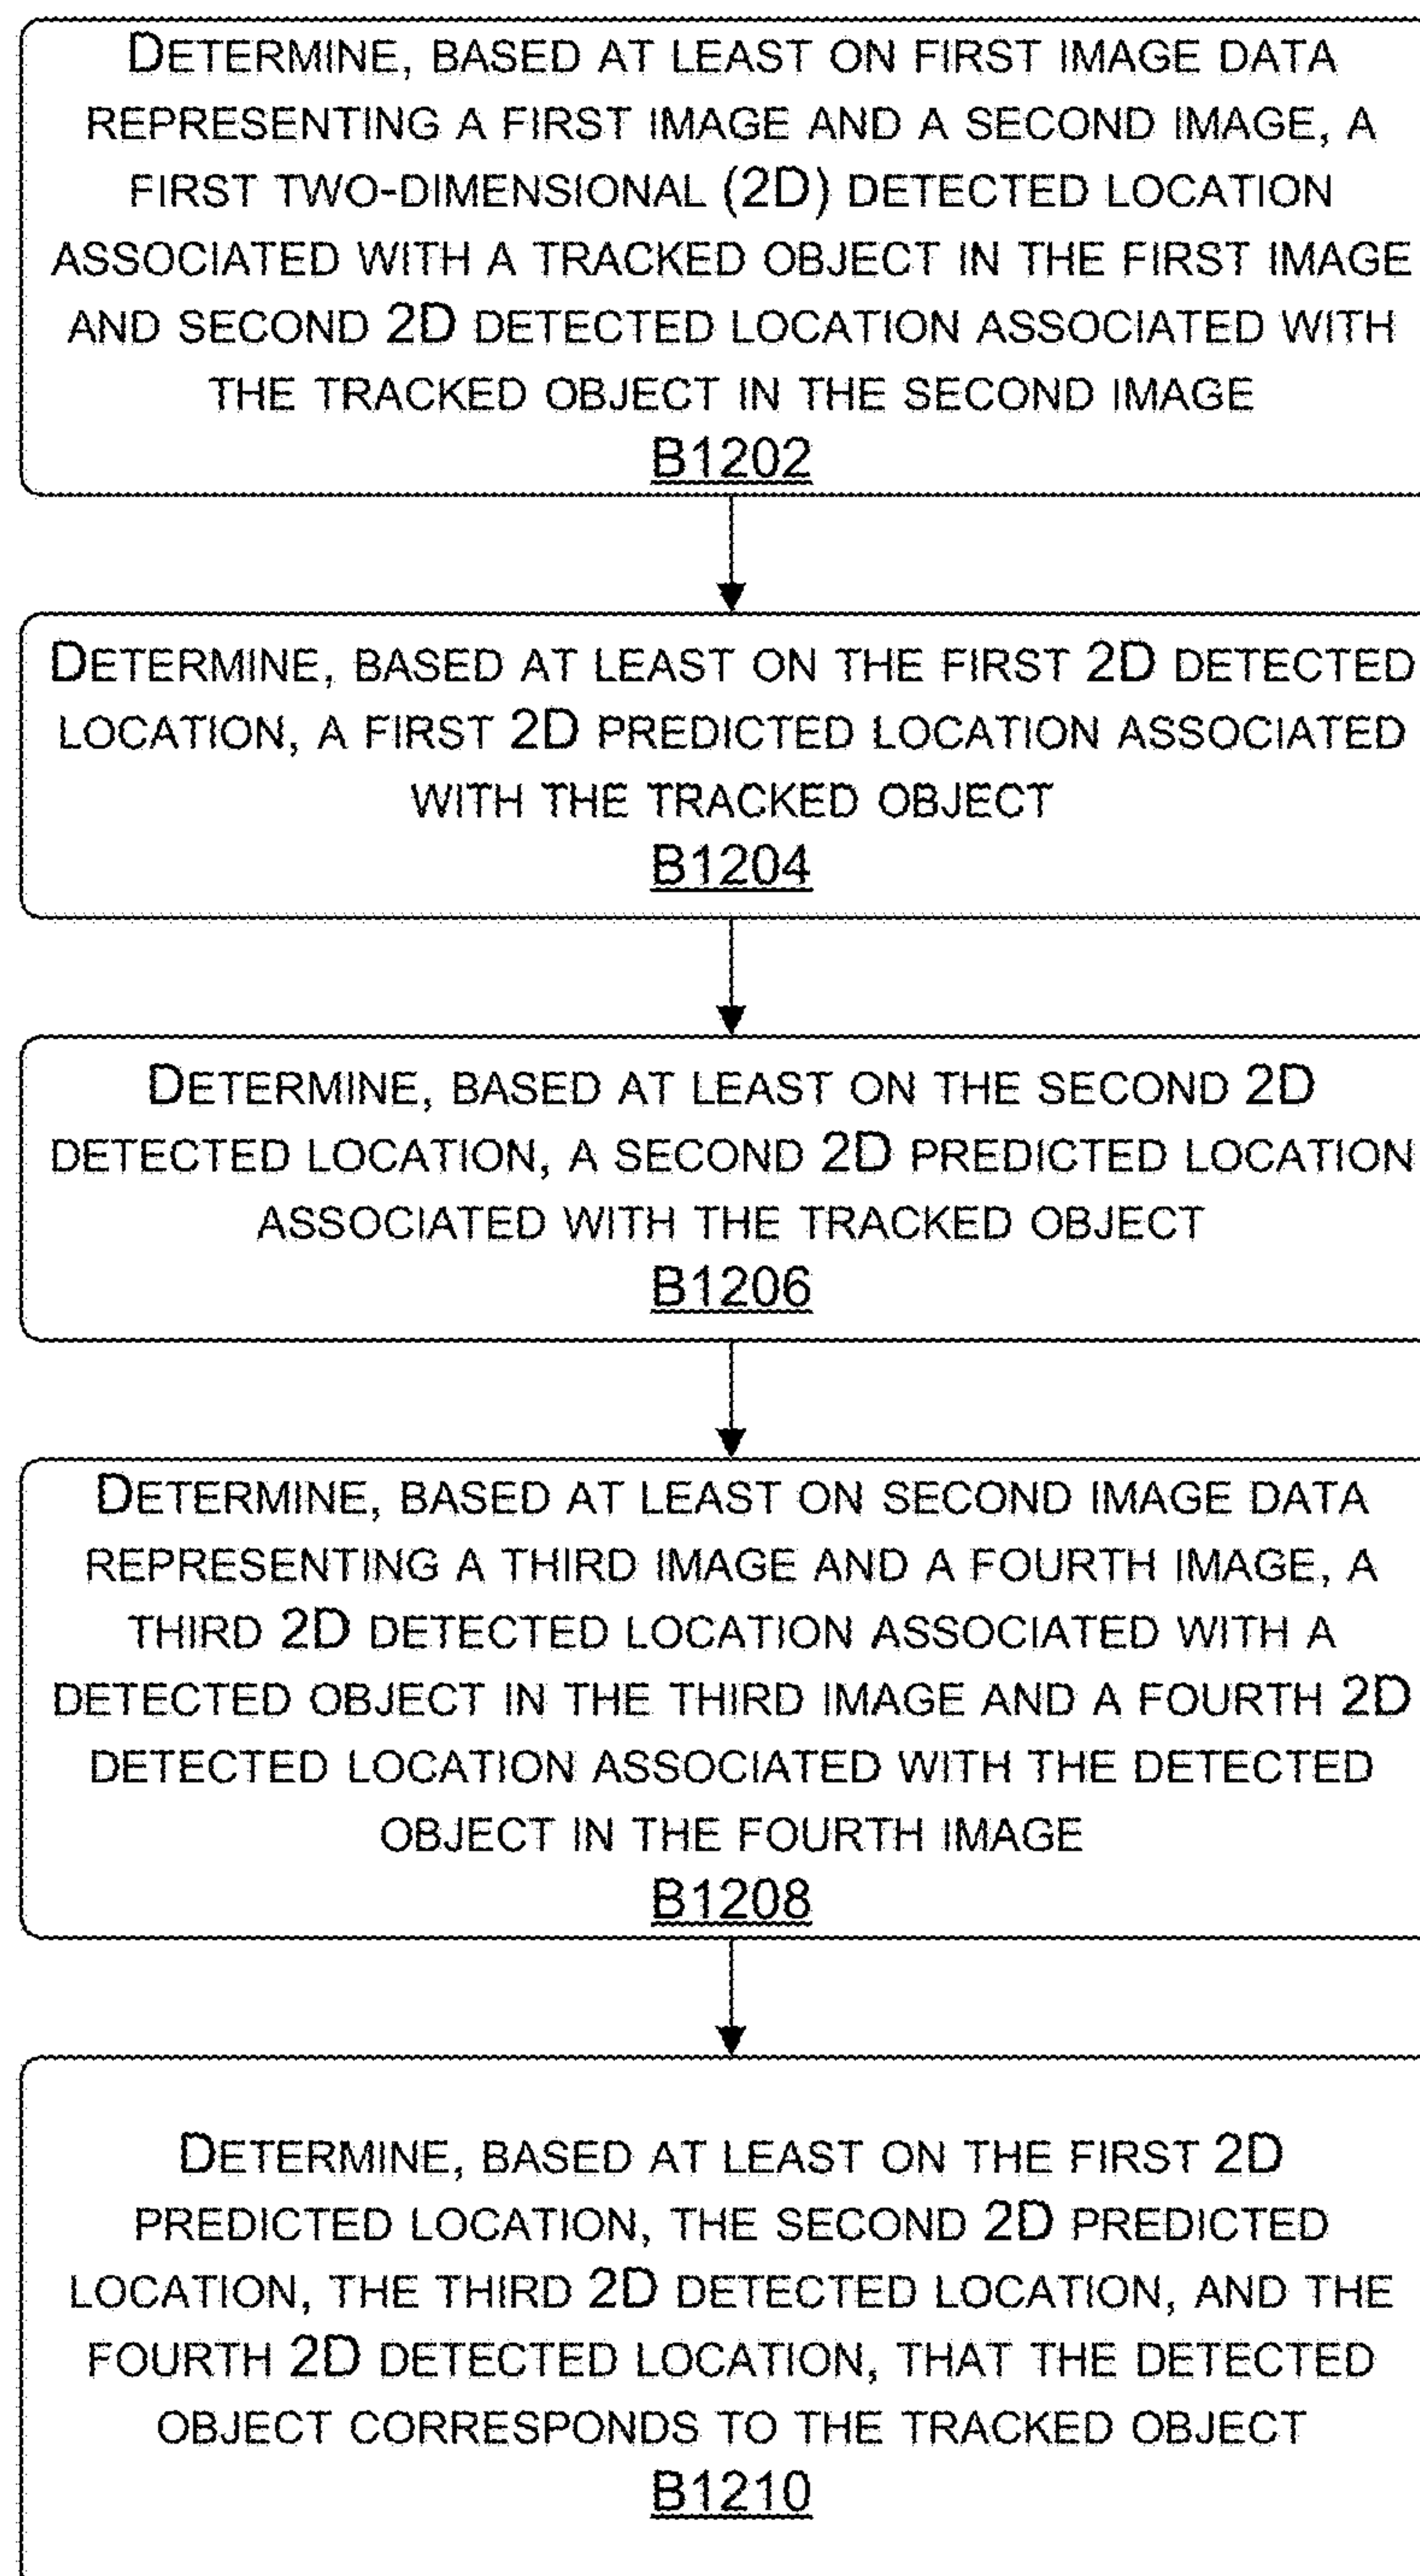 DETERMINE, BASED AT LEAST ON FIRST IMAGE DATA
REPRESENTING A FIRST IMAGE AND A SECOND IMAGE, A
FIRST TWO-DIMENSIONAL (2D) DETECTED LOCATION
ASSOCIATED WITH A TRACKED OBJECT IN THE FIRST IMAGE
AND SECOND 2D DETECTED LOCATION ASSOCIATED WITH
THE TRACKED OBJECT IN THE SECOND IMAGE
B1202
DETERMINE, BASED AT LEAST ON THE FIRST 2D DETECTED
LOCATION, A FIRST 2D PREDICTED LOCATION ASSOCIATED
WITH THE TRACKED OBJECT
B1204
DETERMINE, BASED AT LEAST ON THE SECOND 2D
DETECTED LOCATION, A SECOND 2D PREDICTED LOCATION
ASSOCIATED WITH THE TRACKED OBJECT
B1206
DETERMINE, BASED AT LEAST ON SECOND IMAGE DATA
REPRESENTING A THIRD IMAGE AND A FOURTH IMAGE, A
THIRD 2D DETECTED LOCATION ASSOCIATED WITH A
DETECTED OBJECT IN THE THIRD IMAGE AND A FOURTH 2D
DETECTED LOCATION ASSOCIATED WITH THE DETECTED
OBJECT IN THE FOURTH IMAGE
B1208
DETERMINE, BASED AT LEAST ON THE FIRST 2D
PREDICTED LOCATION, THE SECOND 2D PREDICTED
LOCATION, THE THIRD 2D DETECTED LOCATION, AND THE
FOURTH 2D DETECTED LOCATION, THAT THE DETECTED
OBJECT CORRESPONDS TO THE TRACKED OBJECT
B1210